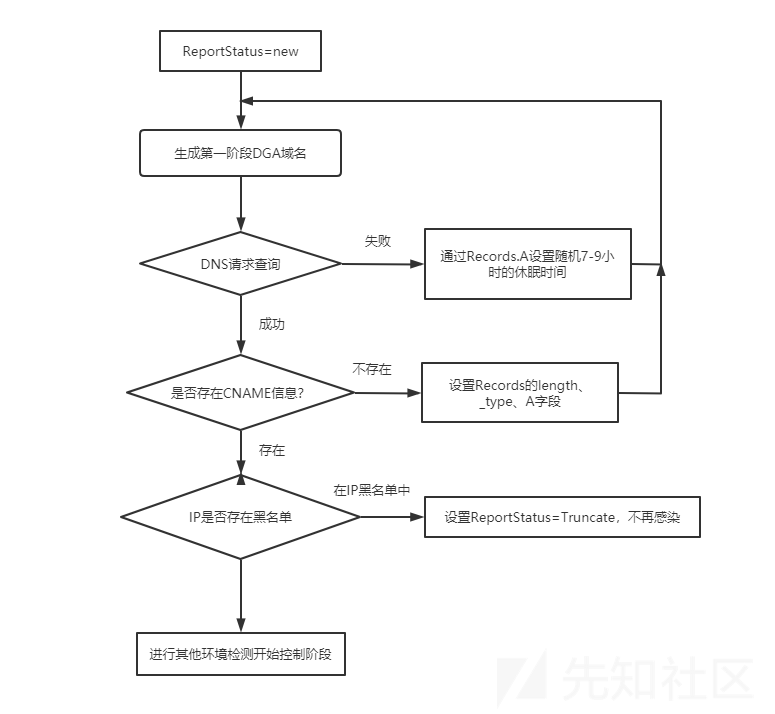 ReportStatus=new
生成第一阶段DGA域名
DNS请求查询
失败
通过Records.A设置随机7-9小
时的休眠时间
成功
是否存在CNAME信息？
不存在
设置Records的length、
_type、A字段
存在
IP是否存在黑名单
在IP黑名单中
设置ReportStatus=Truncate，不再感染
进行其他环境检测开始控制阶段
先知社区